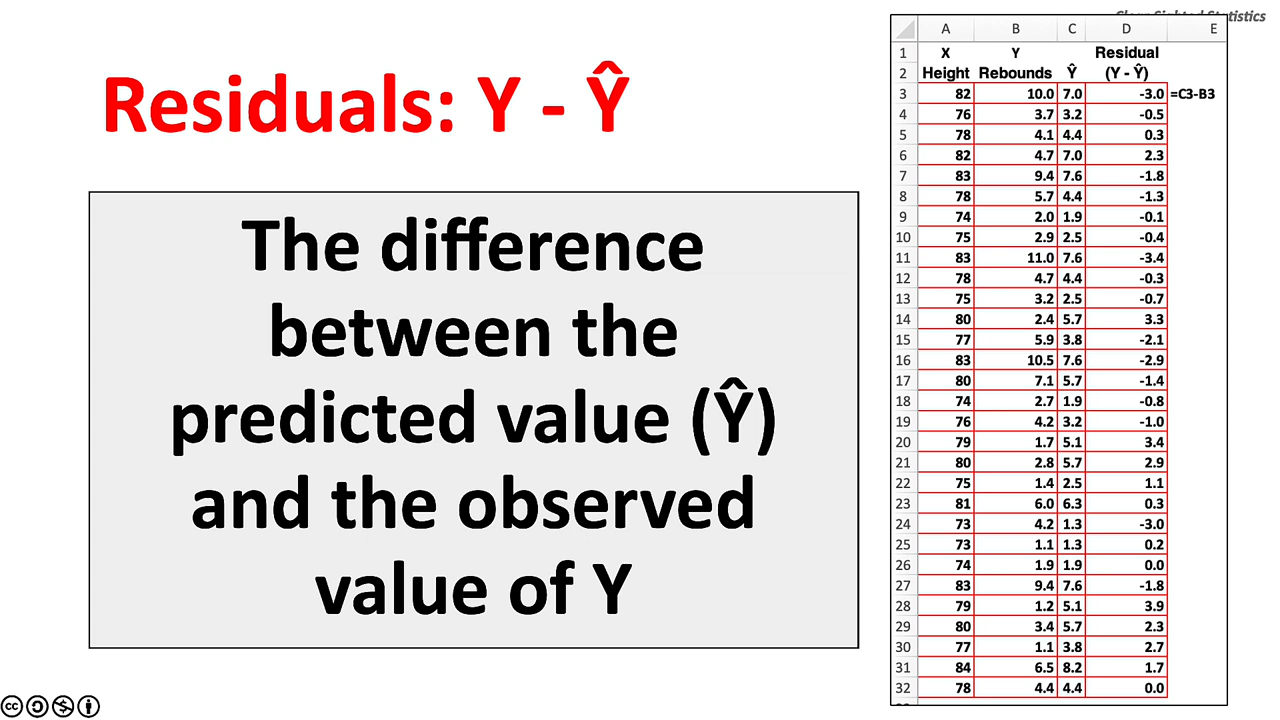 Clear-Sighted Statistics
Residuals: Y - Ŷ
The difference
between the
predicted value (Ŷ)
and the observed
value of Y
A B C D E
1 X Y Residual
2 Height Rebounds Ŷ (Y - Ŷ)
3 82 10.0 7.0 -3.0 =C3-B3
4 76 3.7 3.2 -0.5
5 78 4.1 4.4 0.3
6 82 4.7 7.0 2.3
7 83 9.4 7.6 -1.8
8 78 5.7 4.4 -1.3
9 74 2.0 1.9 -0.1
10 75 2.9 2.5 -0.4
11 83 11.0 7.6 -3.4
12 78 4.7 4.4 -0.3
13 75 3.2 2.5 -0.7
14 80 2.4 5.7 3.3
15 77 5.9 3.8 -2.1
16 83 10.5 7.6 -2.9
17 80 7.1 5.7 -1.4
18 74 2.7 1.9 -0.8
19 76 4.2 3.2 -1.0
20 79 1.7 5.1 3.4
21 80 2.8 5.7 2.9
22 75 1.4 2.5 1.1
23 81 6.0 6.3 0.3
24 73 4.2 1.3 -3.0
25 73 1.1 1.3 0.2
26 74 1.9 1.9 0.0
27 83 9.4 7.6 -1.8
28 79 1.2 5.1 3.9
29 80 3.4 5.7 2.3
30 77 1.1 3.8 2.7
31 84 6.5 8.2 1.7
32 78 4.4 4.4 0.0
cc